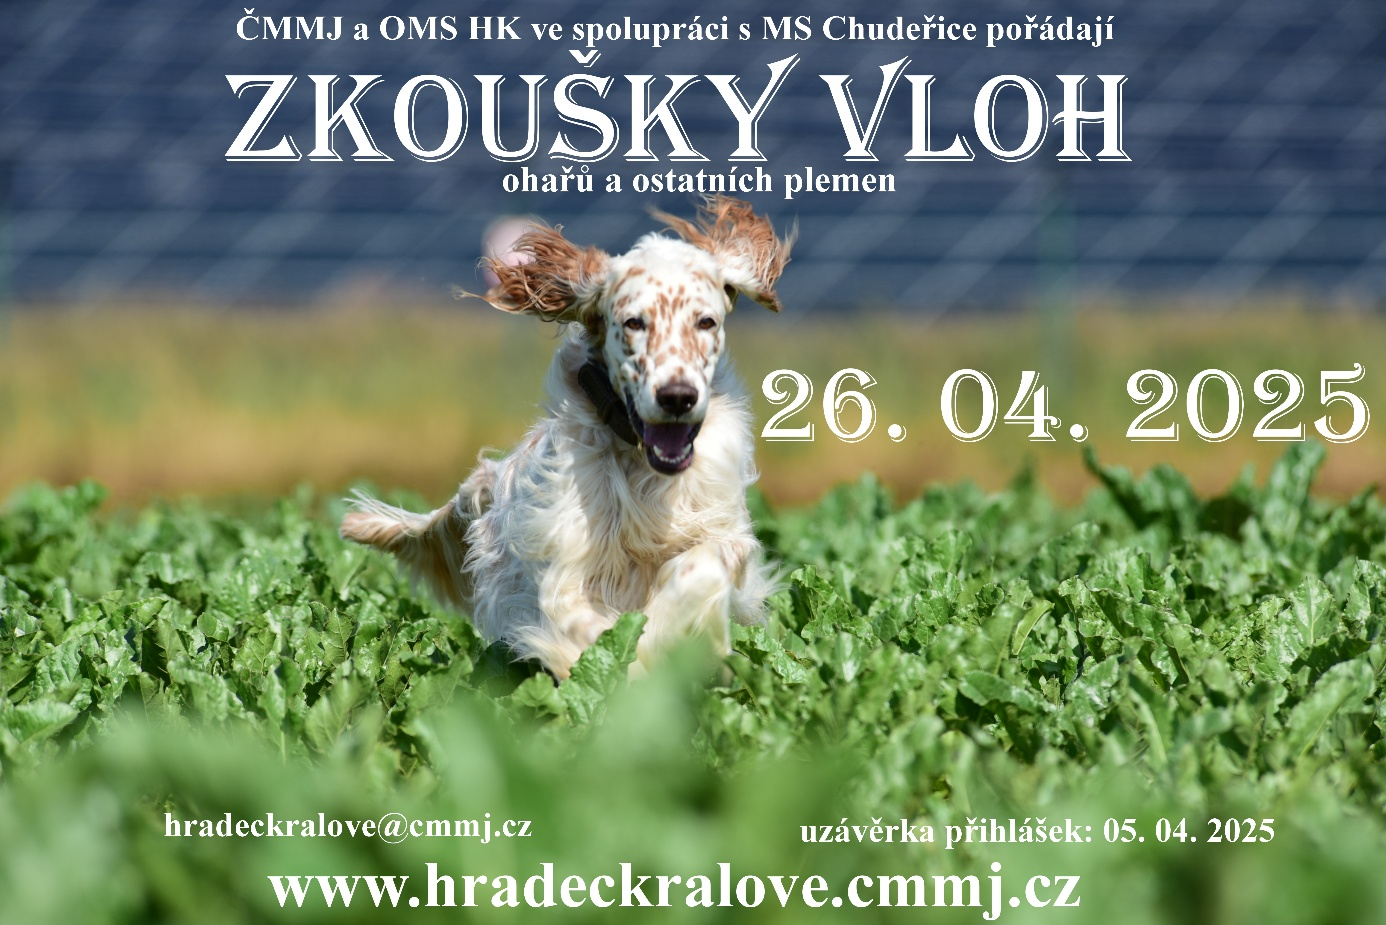 ČMMJ a OMS HK ve spolupráci s MS Chudeřice pořádají
ZKOUŠKY VLOH
ohařů a ostatních plemen
26. 04. 2025
hradeckralove@cmmj.cz
uzávěrka přihlášek: 05. 04. 2025
www.hradeckralove.cmmj.cz